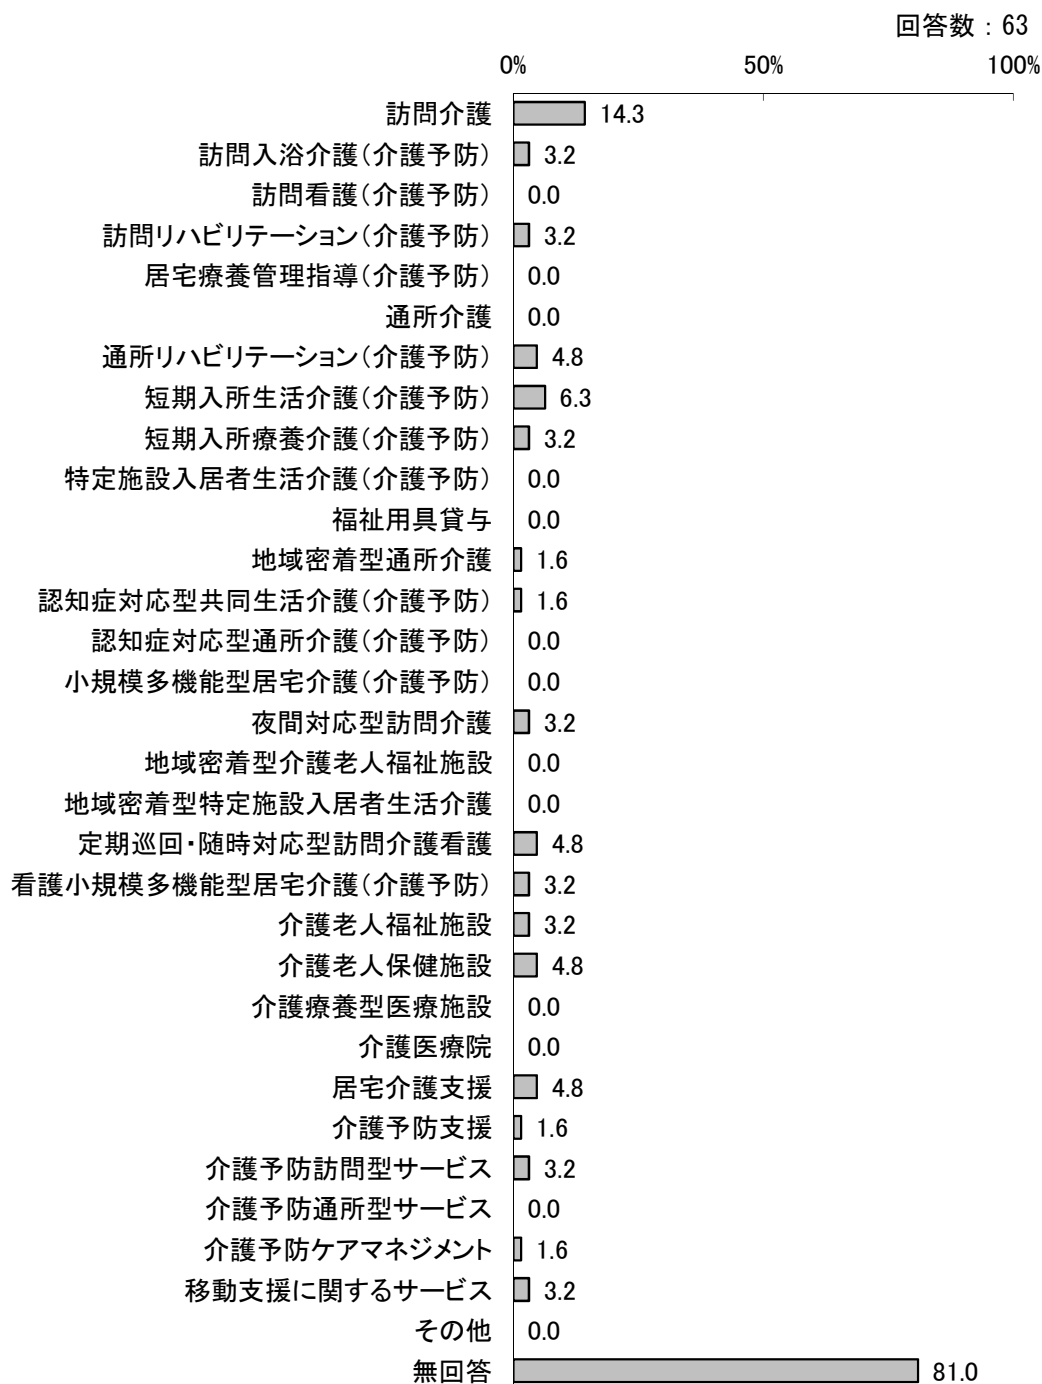 回答数：63
0% 50% 100%
訪問介護 14.3
訪問入浴介護(介護予防) 3.2
訪問看護(介護予防) 0.0
訪問リハビリテーション(介護予防) 3.2
居宅療養管理指導(介護予防) 0.0
通所介護 0.0
通所リハビリテーション(介護予防) 4.8
短期入所生活介護(介護予防) 6.3
短期入所療養介護(介護予防) 3.2
特定施設入居者生活介護(介護予防) 0.0
福祉用具貸与 0.0
地域密着型通所介護 1.6
認知症対応型共同生活介護(介護予防) 1.6
認知症対応型通所介護(介護予防) 0.0
小規模多機能型居宅介護(介護予防) 0.0
夜間対応型訪問介護 3.2
地域密着型介護老人福祉施設 0.0
地域密着型特定施設入居者生活介護 0.0
定期巡回・随時対応型訪問介護看護 4.8
看護小規模多機能型居宅介護(介護予防) 3.2
介護老人福祉施設 3.2
介護老人保健施設 4.8
介護療養型医療施設 0.0
介護医療院 0.0
居宅介護支援 4.8
介護予防支援 1.6
介護予防訪問型サービス 3.2
介護予防通所型サービス 0.0
介護予防ケアマネジメント 1.6
移動支援に関するサービス 3.2
その他 0.0
無回答 81.0